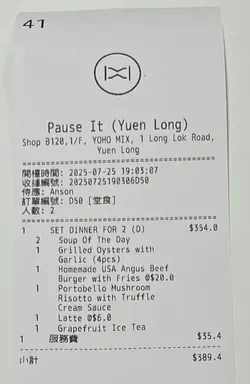 41
Pause It (Yuen Long)
Shop B120,1/F, YOHO MIX, 1 Long Lok Road,
Yuen Long
開檯時間: 2025-07-25 19:03:07
收據編號: 20250725190306D50
侍應: Anson
訂單編號: D50 [堂食]
人數: 2
1 SET DINNER FOR 2 (D) $354.0
2 Soup Of The Day
1 Grilled Oysters with
Garlic (4pcs)
1 Homemade USA Angus Beef
Burger with Fries @$20.0
1 Portobello Mushroom
Risotto with Truffle
Cream Sauce
1 Latte @$6.0
1 Grapefruit Ice Tea
1 服務費 $35.4
小計 $389.4